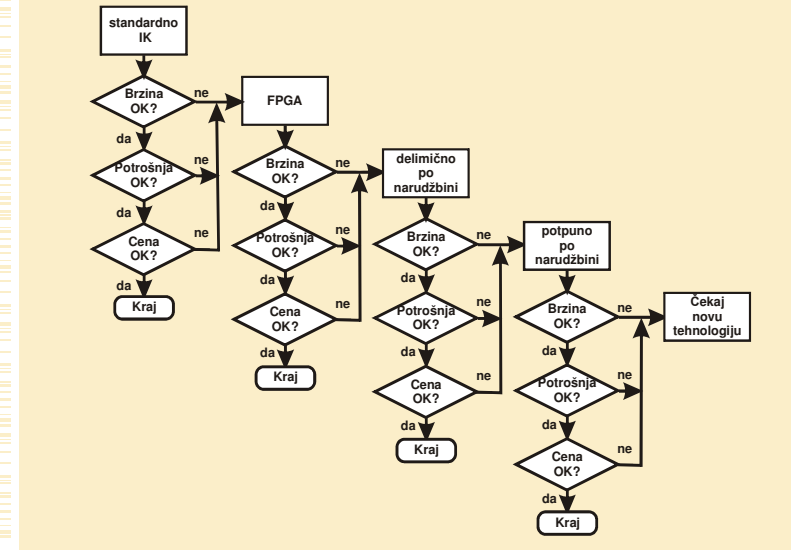 standardno
IK
Brzina
OK?
ne
da
Potrošnja
OK?
ne
da
Cena
OK?
ne
da
Kraj
FPGA
Brzina
OK?
ne
da
Potrošnja
OK?
ne
da
Cena
OK?
ne
da
Kraj
delimično
po
narudžbini
Brzina
OK?
ne
da
Potrošnja
OK?
ne
da
Cena
OK?
ne
da
Kraj
potpuno
po
narudžbini
Brzina
OK?
ne
da
Potrošnja
OK?
ne
da
Cena
OK?
ne
da
Kraj
Čekaj
novu
tehnologiju